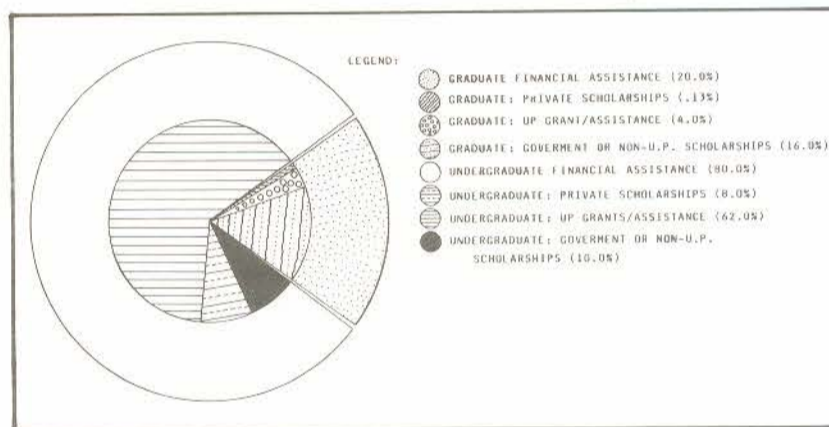 LEGEND:
GRADUATE FINANCIAL ASSISTANCE (20.0%)
GRADUATE: PRIVATE SCHOLARSHIPS (.13%)
GRADUATE: UP GRANT/ASSISTANCE (4.0%)
GRADUATE: GOVERMENT OR NON-U.P. SCHOLARSHIPS (16.0%)
UNDERGRADUATE FINANCIAL ASSISTANCE (80.0%)
UNDERGRADUATE: PRIVATE SCHOLARSHIPS (8.0%)
UNDERGRADUATE: UP GRANTS/ASSISTANCE (62.0%)
UNDERGRADUATE: GOVERMENT OR NON-U.P.
SCHOLARSHIPS (10.0%)